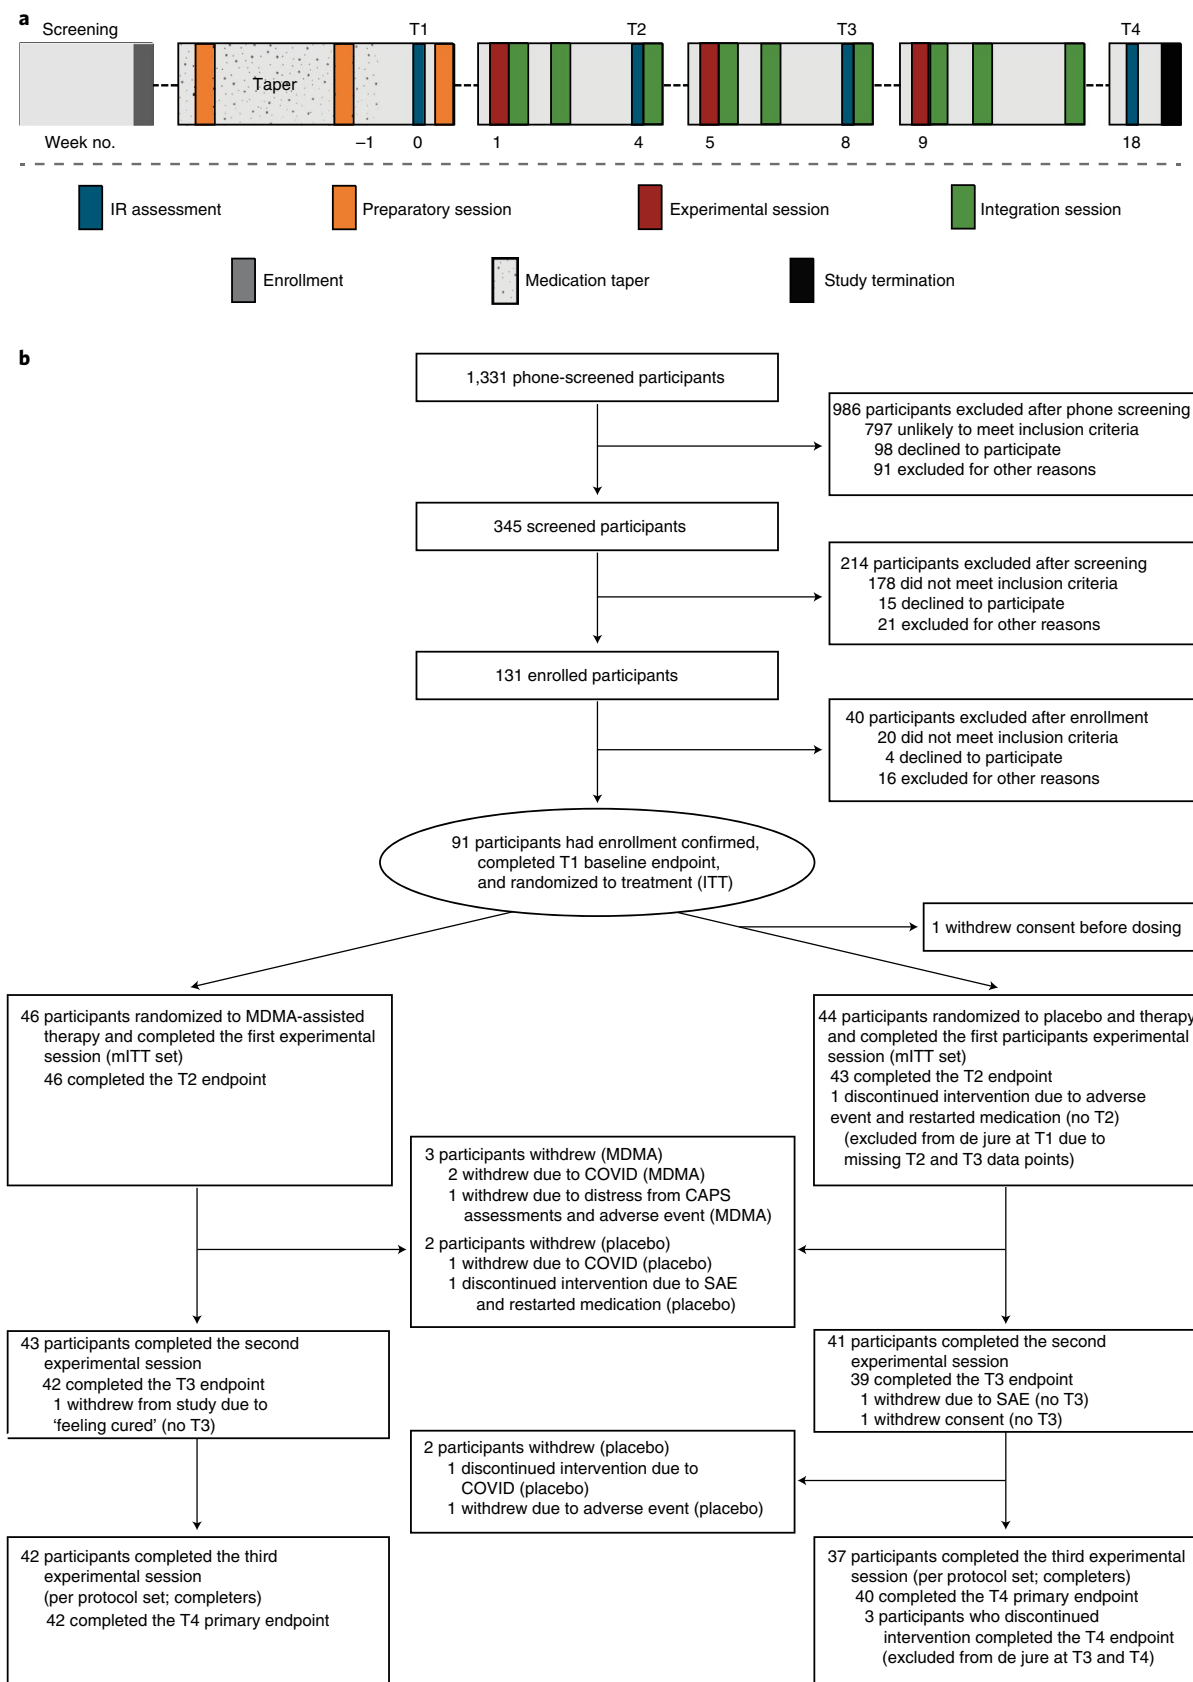 a
Screening
T1
T2
T3
T4
Taper
Week no.
–1
0
1
4
5
8
9
18
IR assessment
Preparatory session
Experimental session
Integration session
Enrollment
Medication taper
Study termination
b
1,331 phone-screened participants
986 participants excluded after phone screening
797 unlikely to meet inclusion criteria
98 declined to participate
91 excluded for other reasons
345 screened participants
214 participants excluded after screening
178 did not meet inclusion criteria
15 declined to participate
21 excluded for other reasons
131 enrolled participants
40 participants excluded after enrollment
20 did not meet inclusion criteria
4 declined to participate
16 excluded for other reasons
91 participants had enrollment confirmed,
completed T1 baseline endpoint,
and randomized to treatment (ITT)
1 withdrew consent before dosing
46 participants randomized to MDMA-assisted
therapy and completed the first experimental
session (mITT set)
46 completed the T2 endpoint
44 participants randomized to placebo and therapy
and completed the first participants experimental
session (mITT set)
43 completed the T2 endpoint
1 discontinued intervention due to adverse
event and restarted medication (no T2)
(excluded from de jure at T1 due to
missing T2 and T3 data points)
3 participants withdrew (MDMA)
2 withdrew due to COVID (MDMA)
1 withdrew due to distress from CAPS
assessments and adverse event (MDMA)
2 participants withdrew (placebo)
1 withdrew due to COVID (placebo)
1 discontinued intervention due to SAE
and restarted medication (placebo)
43 participants completed the second
experimental session
42 completed the T3 endpoint
1 withdrew from study due to
‘feeling cured’ (no T3)
41 participants completed the second
experimental session
39 completed the T3 endpoint
1 withdrew due to SAE (no T3)
1 withdrew consent (no T3)
2 participants withdrew (placebo)
1 discontinued intervention due to
COVID (placebo)
1 withdrew due to adverse event (placebo)
42 participants completed the third
experimental session
(per protocol set; completers)
42 completed the T4 primary endpoint
37 participants completed the third experimental
session (per protocol set; completers)
40 completed the T4 primary endpoint
3 participants who discontinued
intervention completed the T4 endpoint
(excluded from de jure at T3 and T4)